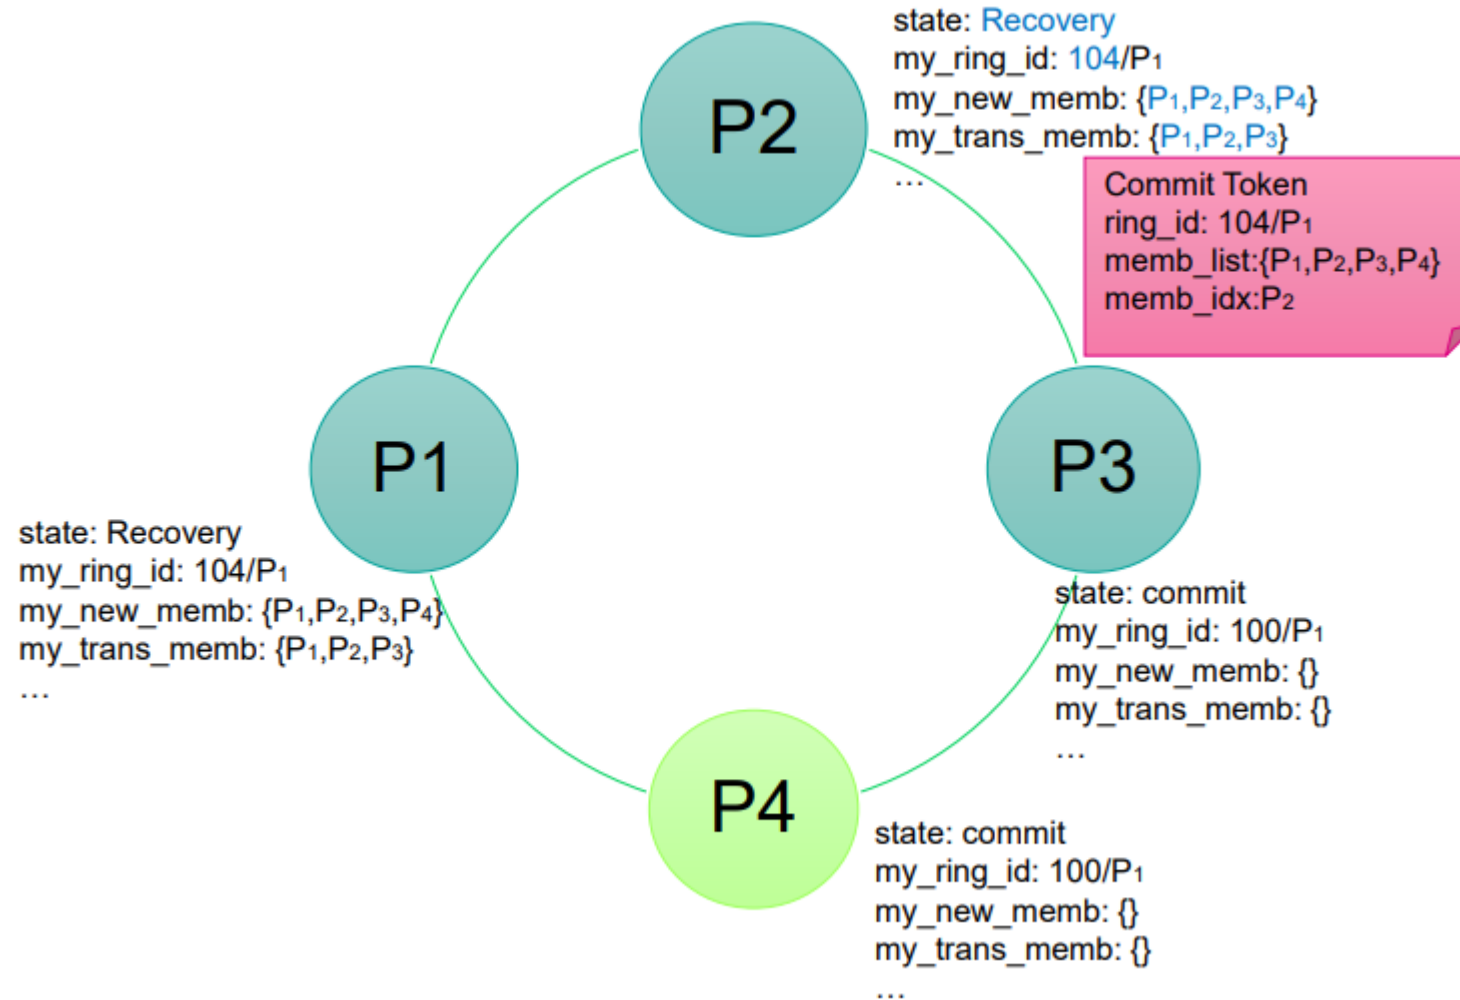 P2
state: Recovery
my_ring_id: 104/P₁
my_new_memb: {P₁,P₂,P₃,P₄}
my_trans_memb: {P₁,P₂,P₃}
…
Commit Token
ring_id: 104/P₁
memb_list:{P₁,P₂,P₃,P₄}
memb_idx:P₂
P1
state: Recovery
my_ring_id: 104/P₁
my_new_memb: {P₁,P₂,P₃,P₄}
my_trans_memb: {P₁,P₂,P₃}
…
P3
state: commit
my_ring_id: 100/P₁
my_new_memb: {}
my_trans_memb: {}
…
P4
state: commit
my_ring_id: 100/P₁
my_new_memb: {}
my_trans_memb: {}
…